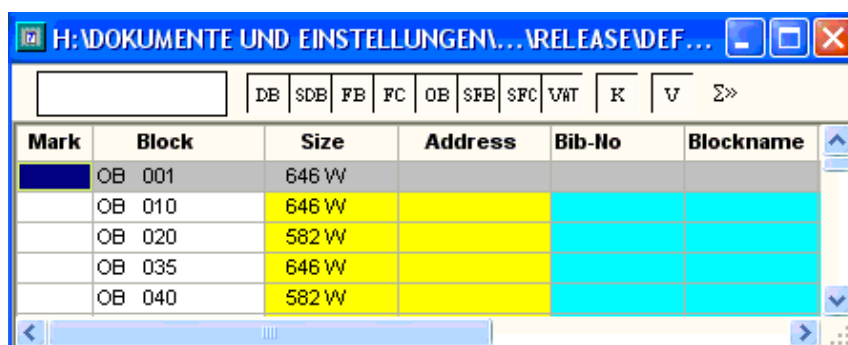 H:\DOKUMENTE UND EINSTELLUNGEN\...\RELEASE\DEF...
DB SDB FB FC OB SFB SFC VAT K V Σ»
Mark Block Size Address Bib-No Blockname
OB 001 646 W
OB 010 646 W
OB 020 582 W
OB 035 646 W
OB 040 582 W